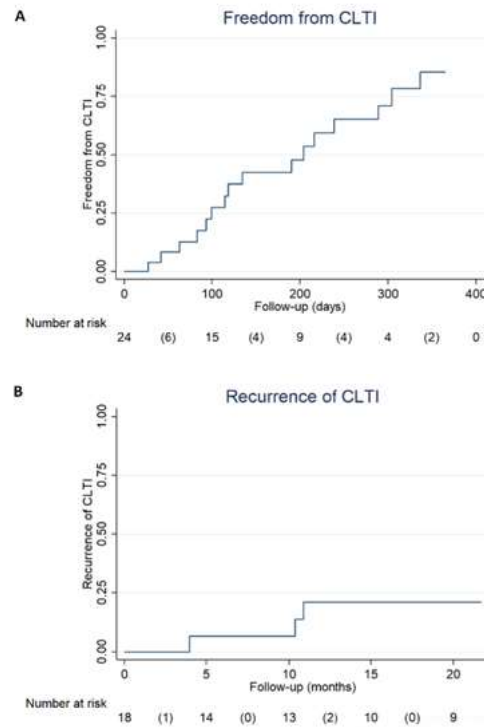 A
Freedom from CLTI
Freedom from CLTI
1.00
0.75
0.50
0.25
0.00
0 100 200 300 400
Follow-up (days)
Number at risk
24 (6) 15 (4) 9 (4) 4 (2) 0
B
Recurrence of CLTI
Recurrence of CLTI
1.00
0.75
0.50
0.25
0.00
0 5 10 15 20
Follow-up (months)
Number at risk
18 (1) 14 (0) 13 (2) 10 (0) 9